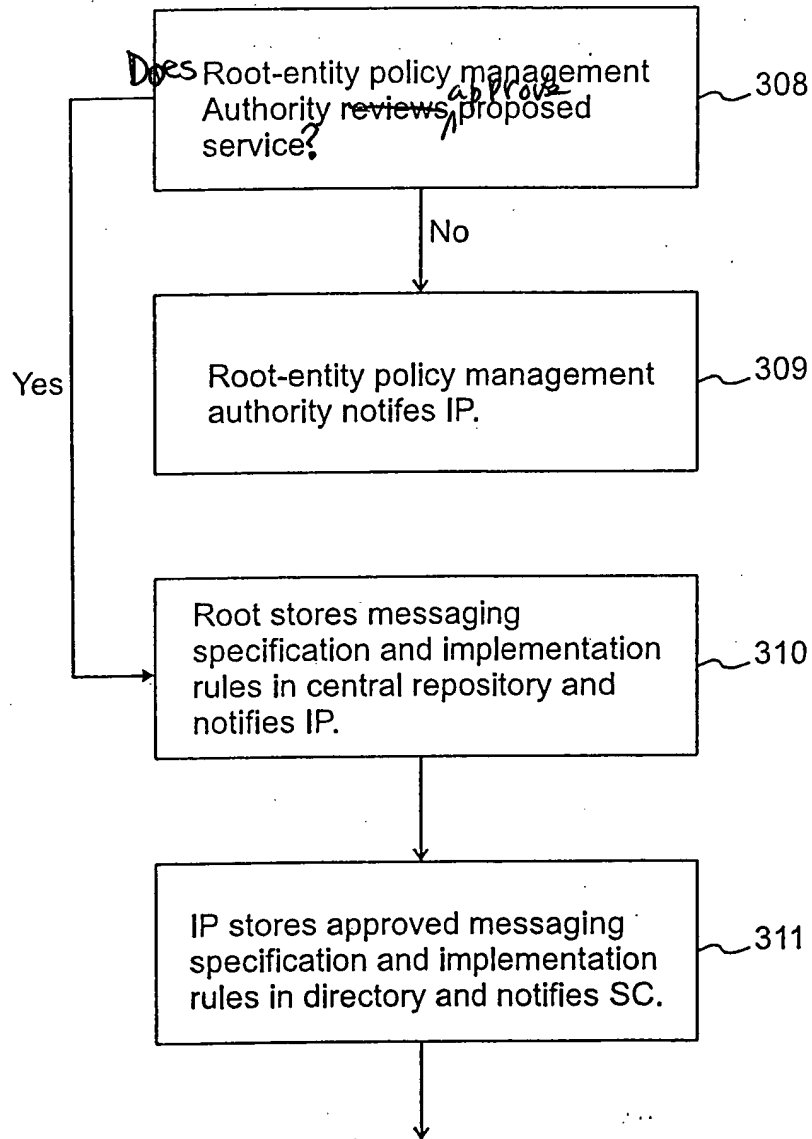 Does Root-entity policy management
Authority reviews approve proposed
service?
308
No
Yes
Root-entity policy management
authority notifes IP.
309
Root stores messaging
specification and implementation
rules in central repository and
notifies IP.
310
IP stores approved messaging
specification and implementation
rules in directory and notifies SC.
311